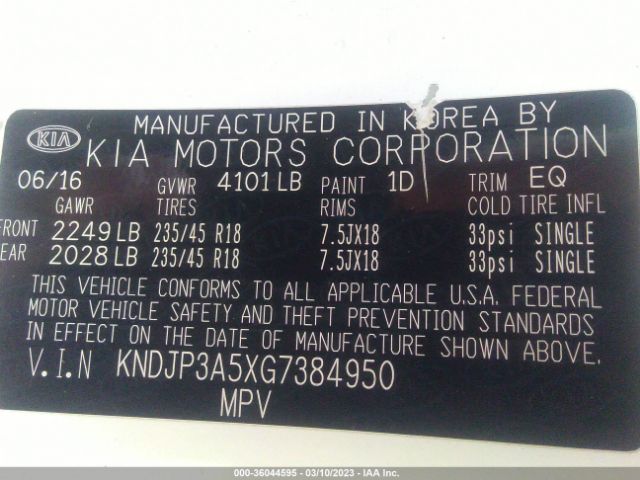 MANUFACTURED IN KOREA BY
KIA KIA MOTORS CORPORATION
06/16 GVWR 4101 LB PAINT 1D TRIM EQ
GAWR TIRES RIMS COLD TIRE INFL
FRONT 2249 LB 235/45 R18 7.5JX18 33psi SINGLE
EAR 2028 LB 235/45 R18 7.5JX18 33psi SINGLE
THIS VEHICLE CONFORMS TO ALL APPLICABLE U.S.A. FEDERAL
MOTOR VEHICLE SAFETY AND THEFT PREVENTION STANDARDS
IN EFFECT ON THE DATE OF MANUFACTURE SHOWN ABOVE.
V.I.N KNDJP3A5XG7384950
MPV
000-36044595 - 03/10/2023 - IAA Inc.